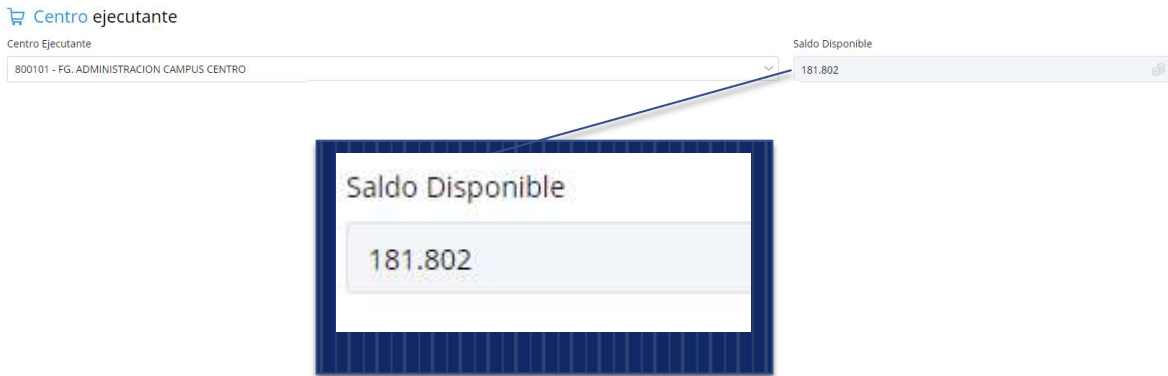 Centro ejecutante
Centro Ejecutante
Saldo Disponible
800101 - FG. ADMINISTRACION CAMPUS CENTRO
181.802
Saldo Disponible
181.802